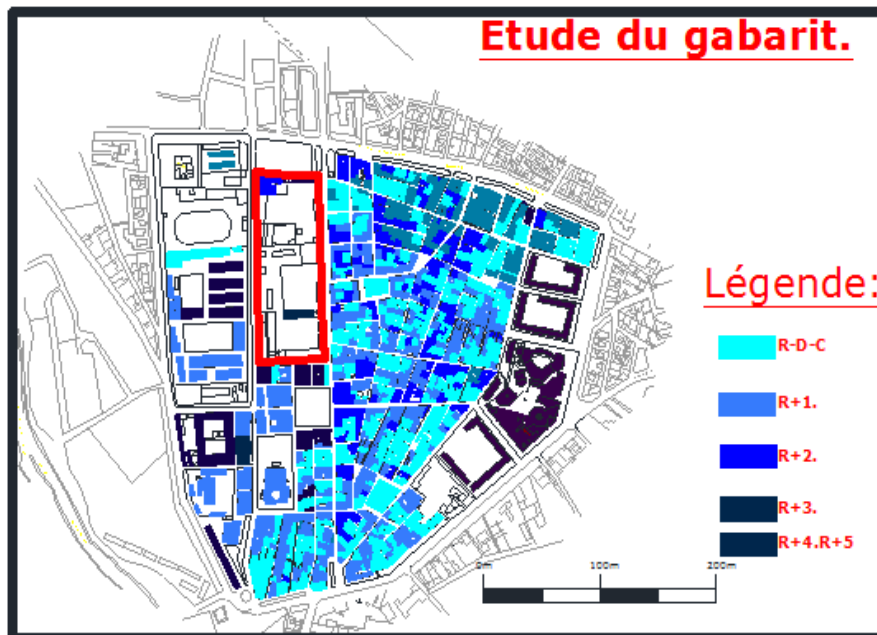 Etude du gabarit.
Légende:
R-D-C
R+1.
R+2.
R+3.
R+4.R+5
0m 100m 200m